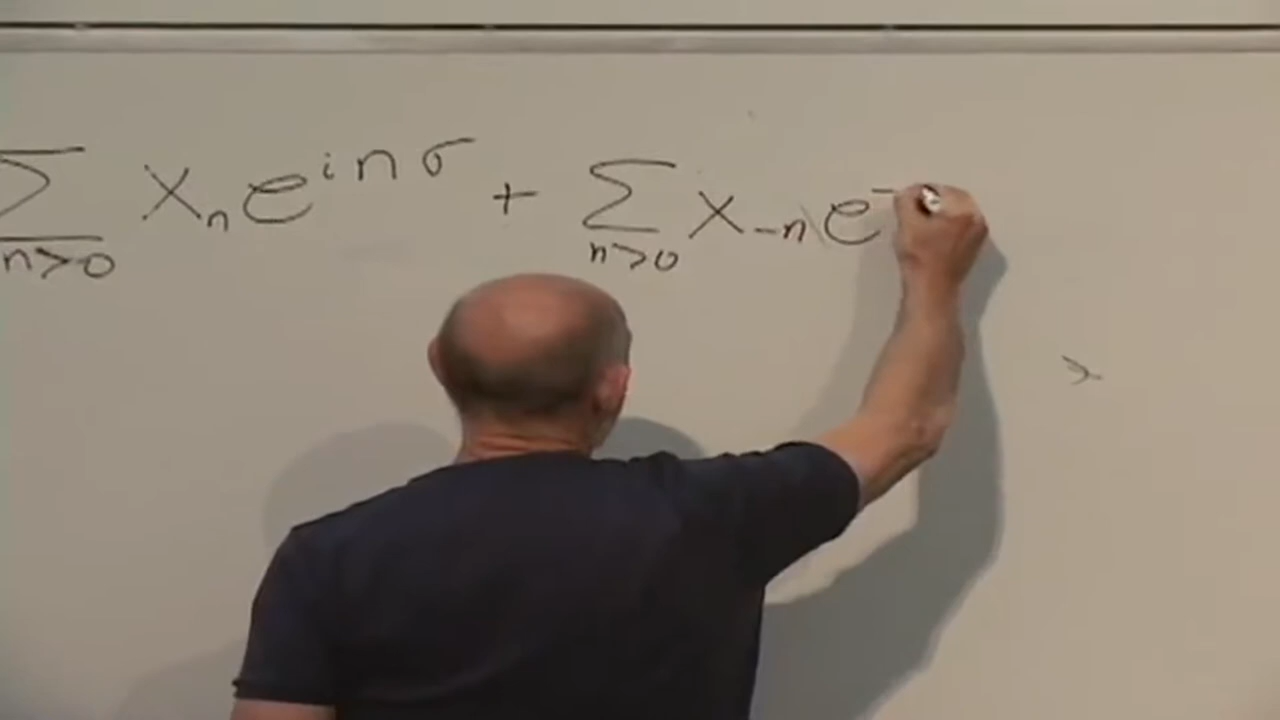 ∑ₙ>₀ Xₙ e^{inσ} + ∑ₙ>₀ X₋ₙ e^{-